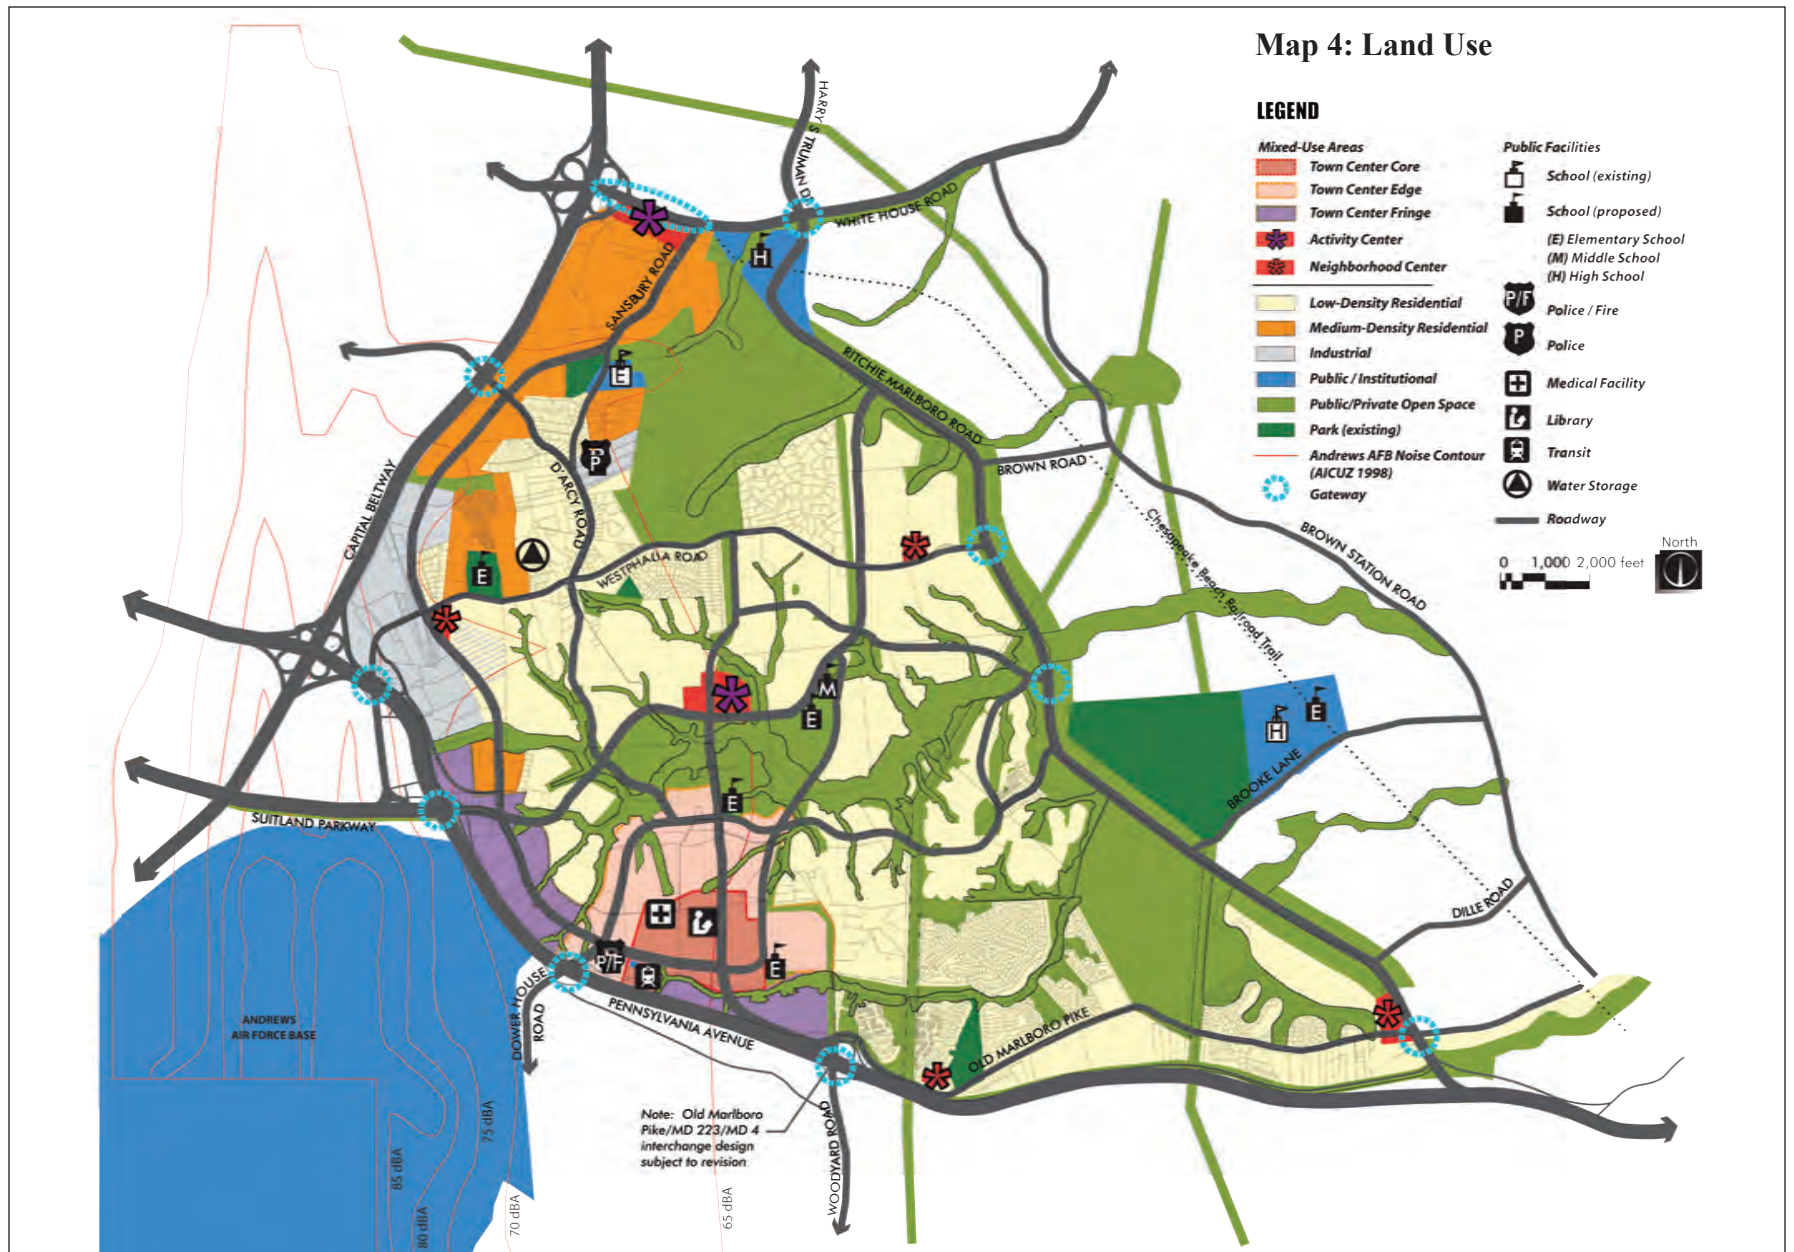 Map 4: Land Use
LEGEND
Mixed-Use Areas
Town Center Core
Town Center Edge
Town Center Fringe
Activity Center
Neighborhood Center
Low-Density Residential
Medium-Density Residential
Industrial
Public / Institutional
Public/Private Open Space
Park (existing)
Andrews AFB Noise Contour
(AICUZ 1998)
Gateway
Public Facilities
School (existing)
School (proposed)
(E) Elementary School
(M) Middle School
(H) High School
P/F
Police / Fire
P
Police
Medical Facility
Library
Transit
Water Storage
Roadway
0 1,000 2,000 feet
North
HARRY S TRUMAN DR
WHITE HOUSE ROAD
H
SANSBURY ROAD
E
RITCHIE MARLBORO ROAD
P
D'ARCY ROAD
CAPITAL BELTWAY
BROWN ROAD
Chesapeake Beach Railroad Trail
BROWN STATION ROAD
E
WESTPHALIA ROAD
M
E
E
H
E
BROOKE LANE
SUITLAND PARKWAY
DILLE ROAD
P/F
E
DOWER HOUSE
ROAD
PENNSYLVANIA AVENUE
OLD MARLBORO PIKE
ANDREWS
AIR FORCE BASE
Note: Old Marlboro
Pike/MD 223/MD 4
interchange design
subject to revision
WOODYARD ROAD
85 dBA
80 dBA
75 dBA
70 dBA
65 dBA